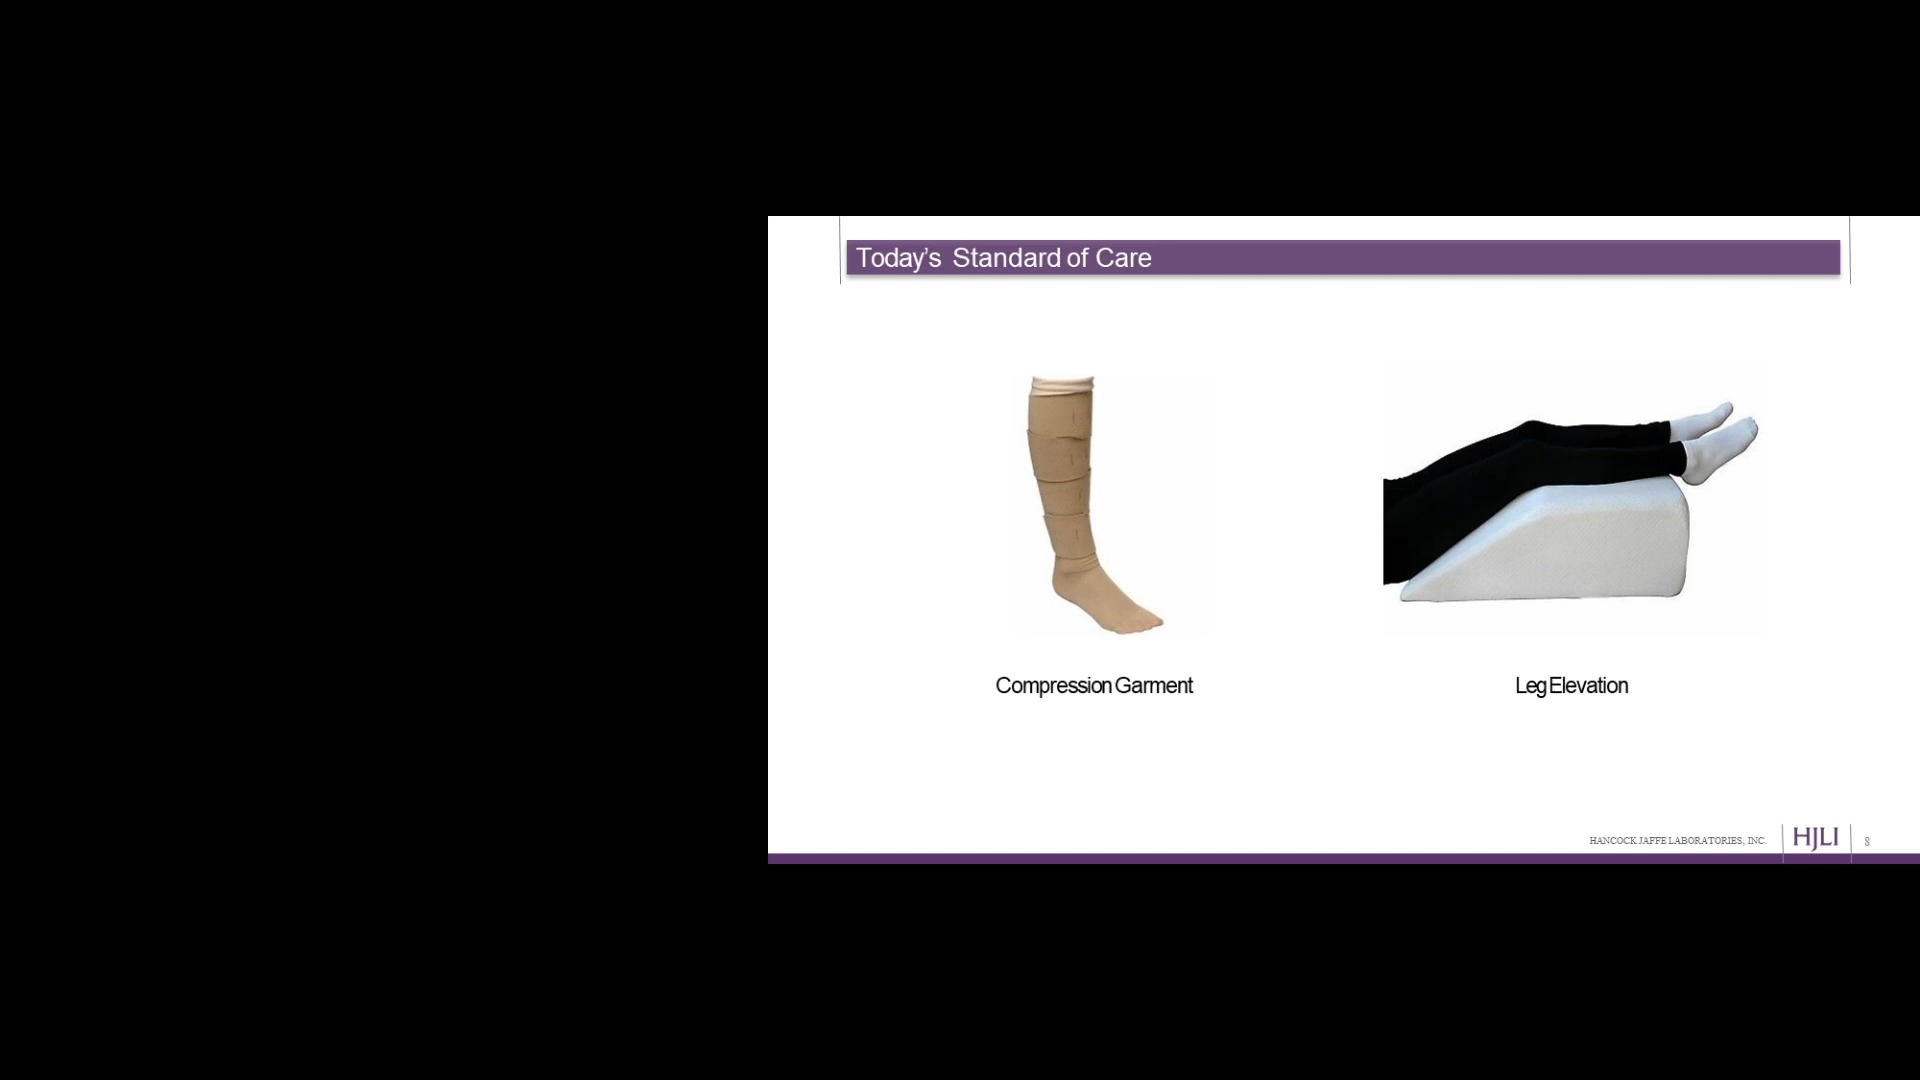 Today's Standard of Care
Compression Garment
Leg Elevation
HANCOCK JAFFE LABORATORIES, INC.
HJLI
8